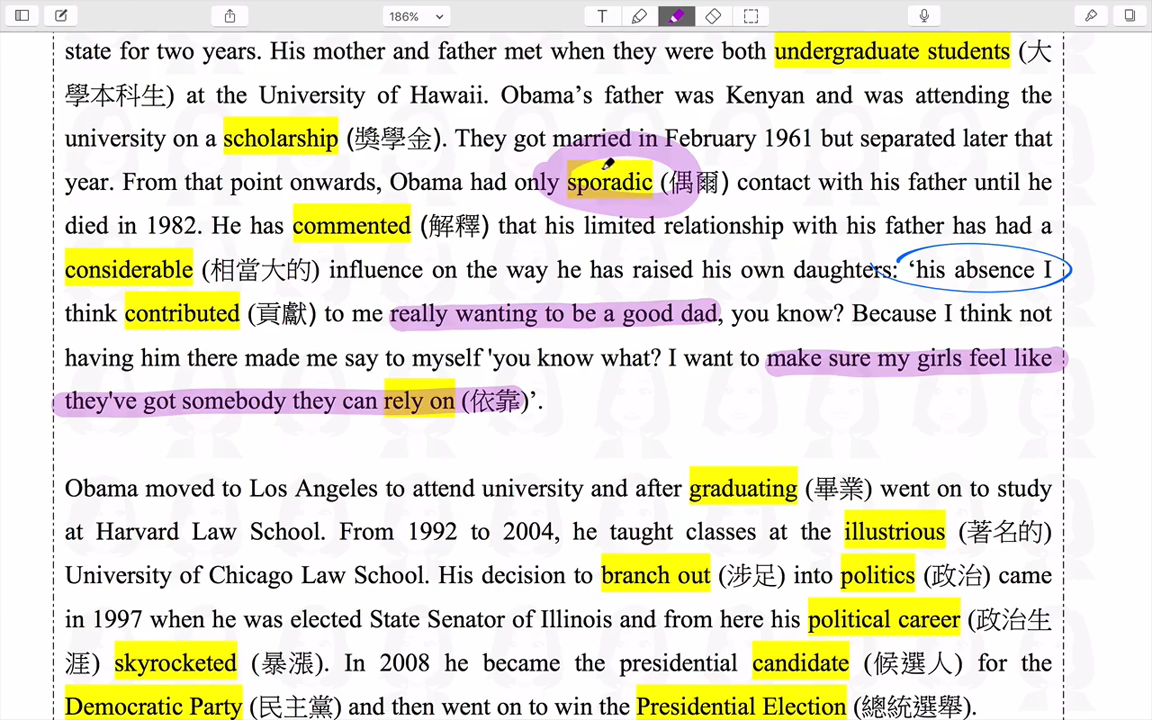 186%
state for two years. His mother and father met when they were both undergraduate students (大
學本科生) at the University of Hawaii. Obama’s father was Kenyan and was attending the
university on a scholarship (獎學金). They got married in February 1961 but separated later that
year. From that point onwards, Obama had only sporadic (偶爾) contact with his father until he
died in 1982. He has commented (解釋) that his limited relationship with his father has had a
considerable (相當大的) influence on the way he has raised his own daughters: ‘his absence I
think contributed (貢獻) to me really wanting to be a good dad, you know? Because I think not
having him there made me say to myself 'you know what? I want to make sure my girls feel like
they've got somebody they can rely on (依靠)’.
Obama moved to Los Angeles to attend university and after graduating (畢業) went on to study
at Harvard Law School. From 1992 to 2004, he taught classes at the illustrious (著名的)
University of Chicago Law School. His decision to branch out (涉足) into politics (政治) came
in 1997 when he was elected State Senator of Illinois and from here his political career (政治生
涯) skyrocketed (暴漲). In 2008 he became the presidential candidate (候選人) for the
Democratic Party (民主黨) and then went on to win the Presidential Election (總統選舉).